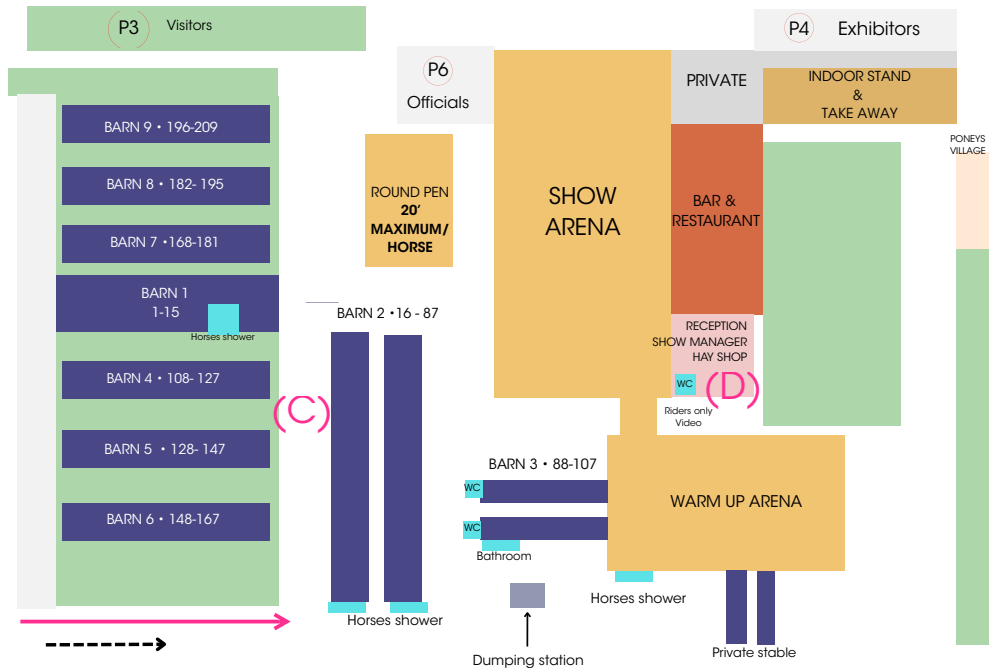 P3 Visitors
P4 Exhibitors
P6
Officials
PRIVATE
INDOOR STAND
&
TAKE AWAY
BARN 9 • 196-209
BARN 8 • 182- 195
BARN 7 •168-181
BARN 1
1-15
Horses shower
BARN 4 • 108- 127
BARN 5 • 128- 147
BARN 6 • 148-167
ROUND PEN
20’
MAXIMUM/
HORSE
SHOW
ARENA
BAR &
RESTAURANT
PONEYS
VILLAGE
BARN 2 •16 - 87
(C)
RECEPTION
SHOW MANAGER
HAY SHOP
WC
(D)
Riders only
Video
BARN 3 • 88-107
WC
WC
Bathroom
WARM UP ARENA
Horses shower
Horses shower
Dumping station
Private stable